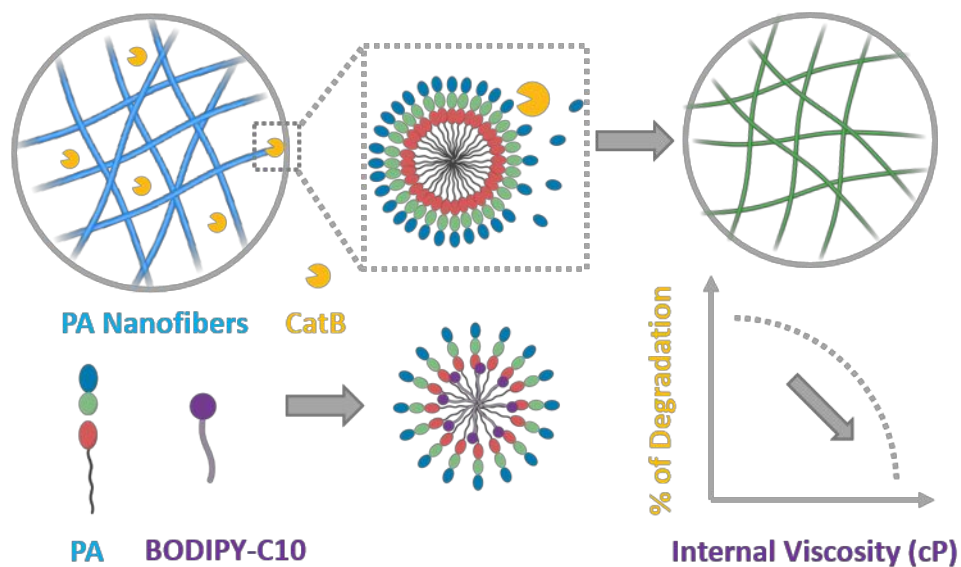 PA Nanofibers
CatB
PA
BODIPY-C10
% of Degradation
Internal Viscosity (cP)